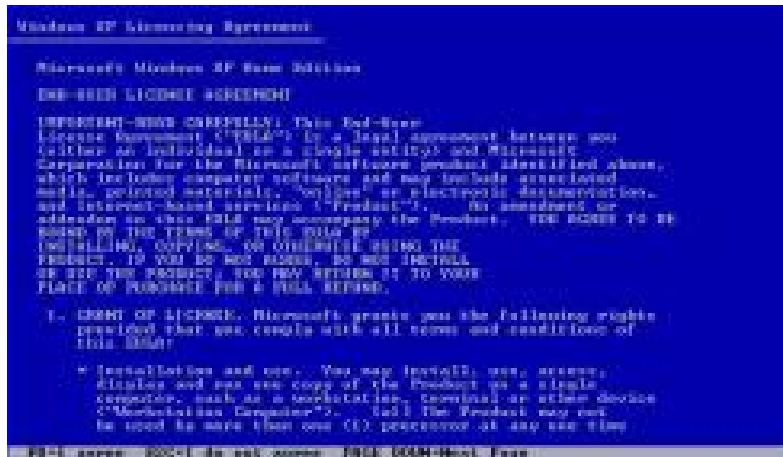 Windows XP Licensing Agreement
Microsoft Windows XP Home Edition
END-USER LICENSE AGREEMENT
IMPORTANT-READ CAREFULLY: This End-User
License Agreement ("EULA") is a legal agreement between you
(either an individual or a single entity) and Microsoft
Corporation for the Microsoft software product identified above,
which includes computer software and may include associated
media, printed materials, "online" or electronic documentation,
and Internet-based services ("Product"). An amendment or
addendum to this EULA may accompany the Product. YOU AGREE TO BE
BOUND BY THE TERMS OF THIS EULA BY
INSTALLING, COPYING, OR OTHERWISE USING THE
PRODUCT. IF YOU DO NOT AGREE, DO NOT INSTALL
OR USE THE PRODUCT; YOU MAY RETURN IT TO YOUR
PLACE OF PURCHASE FOR A FULL REFUND.
1. GRANT OF LICENSE. Microsoft grants you the following rights
provided that you comply with all terms and conditions of
this EULA:
* Installation and use. You may install, use, access,
display and run one copy of the Product on a single
computer, such as a workstation, terminal or other device
("Workstation Computer"). The Product may not
be used by more than one (1) processor at any one time
F8=I agree ESC=I do not agree PAGE DOWN=Next Page